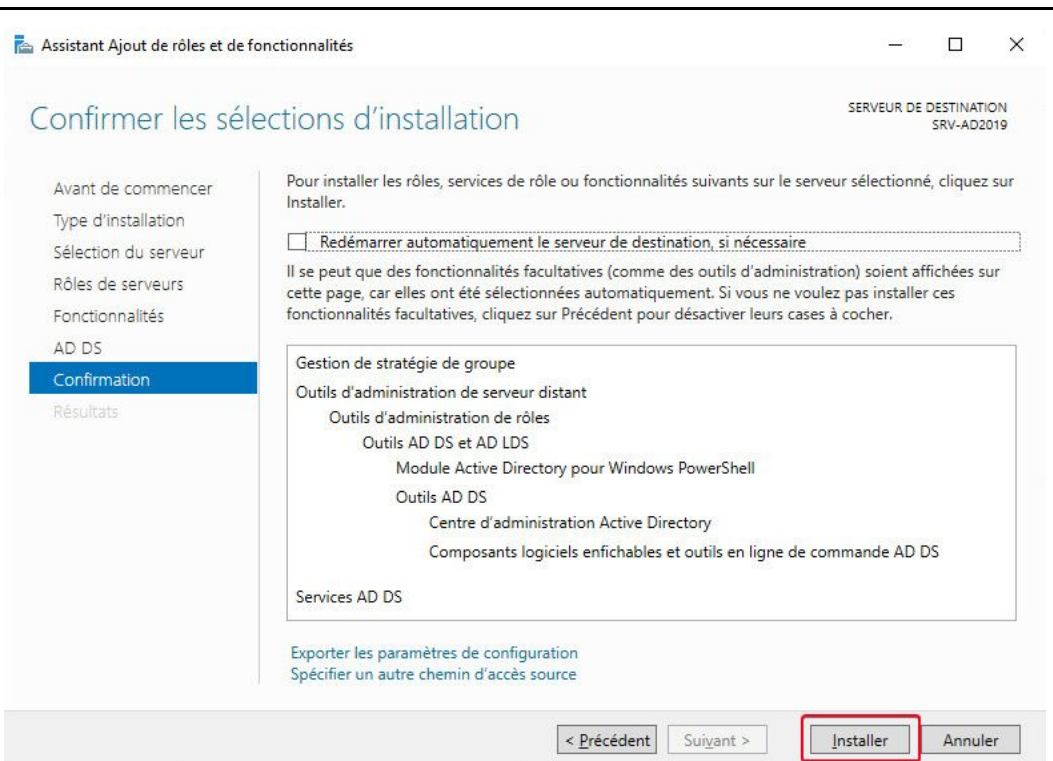 Assistant Ajout de rôles et de fonctionnalités
Confirmer les sélections d'installation
SERVEUR DE DESTINATION
SRV-AD2019
Avant de commencer
Type d'installation
Sélection du serveur
Rôles de serveurs
Fonctionnalités
AD DS
Confirmation
Résultats
Pour installer les rôles, services de rôle ou fonctionnalités suivants sur le serveur sélectionné, cliquez sur
Installer.
Redémarrer automatiquement le serveur de destination, si nécessaire
Il se peut que des fonctionnalités facultatives (comme des outils d'administration) soient affichées sur
cette page, car elles ont été sélectionnées automatiquement. Si vous ne voulez pas installer ces
fonctionnalités facultatives, cliquez sur Précédent pour désactiver leurs cases à cocher.
Gestion de stratégie de groupe
Outils d'administration de serveur distant
Outils d'administration de rôles
Outils AD DS et AD LDS
Module Active Directory pour Windows PowerShell
Outils AD DS
Centre d'administration Active Directory
Composants logiciels enfichables et outils en ligne de commande AD DS
Services AD DS
Exporter les paramètres de configuration
Spécifier un autre chemin d'accès source
< Précédent
Suivant >
Installer
Annuler